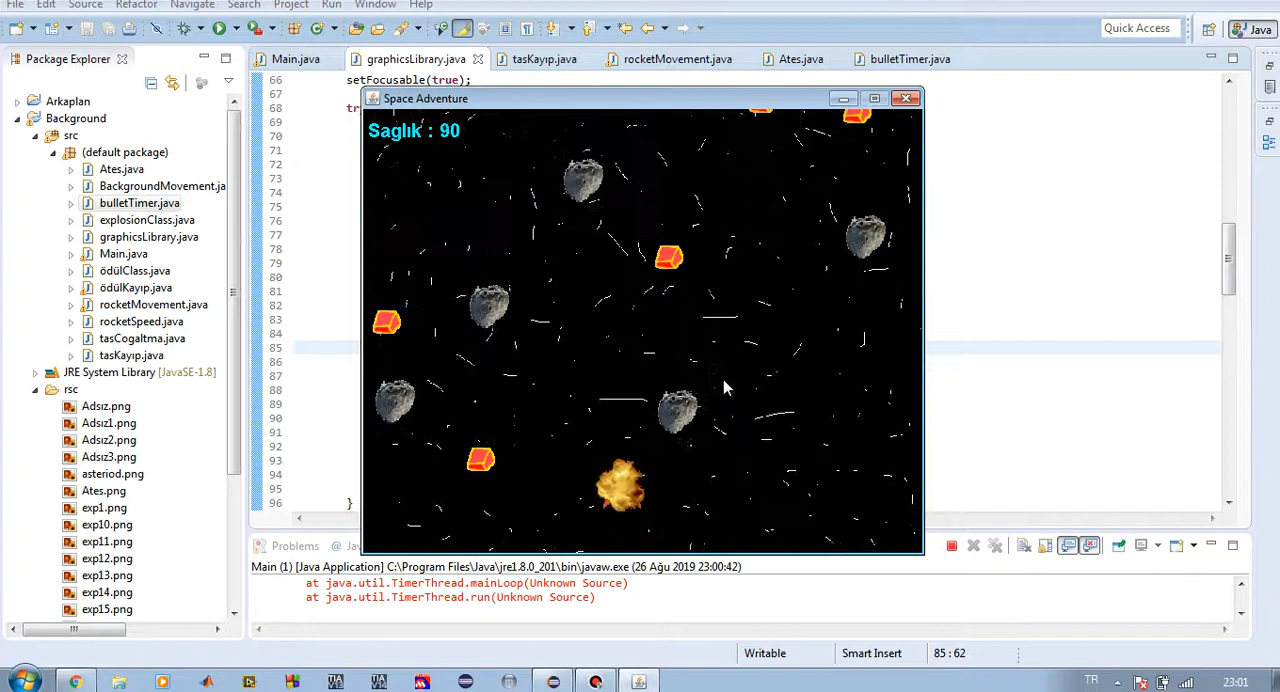 File Edit Source Refactor Navigate Search Project Run Window Help
Quick Access
Java
Package Explorer
Main.java
graphicsLibrary.java
tasKayıp.java
rocketMovement.java
Ates.java
bulletTimer.java
Arkaplan
Background
src
(default package)
Ates.java
BackgroundMovement.ja
bulletTimer.java
explosionClass.java
graphicsLibrary.java
Main.java
ödülClass.java
ödülKayıp.java
rocketMovement.java
rocketSpeed.java
tasCogaltma.java
tasKayıp.java
JRE System Library [JavaSE-1.8]
rsc
Adsız.png
Adsız1.png
Adsız2.png
Adsız3.png
asteriod.png
Ates.png
exp1.png
exp10.png
exp11.png
exp12.png
exp13.png
exp14.png
exp15.png
66 setFocusable(true);
67
68
69
70
71
72
73
74
75
76
77
78
79
80
81
82
83
84
85
86
87
88
89
90
91
92
93
94
95
96 }
Space Adventure
Saglık : 90
Problems @ Jav
Main (1) [Java Application] C:\Program Files\Java\jre1.8.0_201\bin\javaw.exe (26 Ağu 2019 23:00:42)
at java.util.TimerThread.mainLoop(Unknown Source)
at java.util.TimerThread.run(Unknown Source)
Writable
Smart Insert
85 : 62
TR
23:01